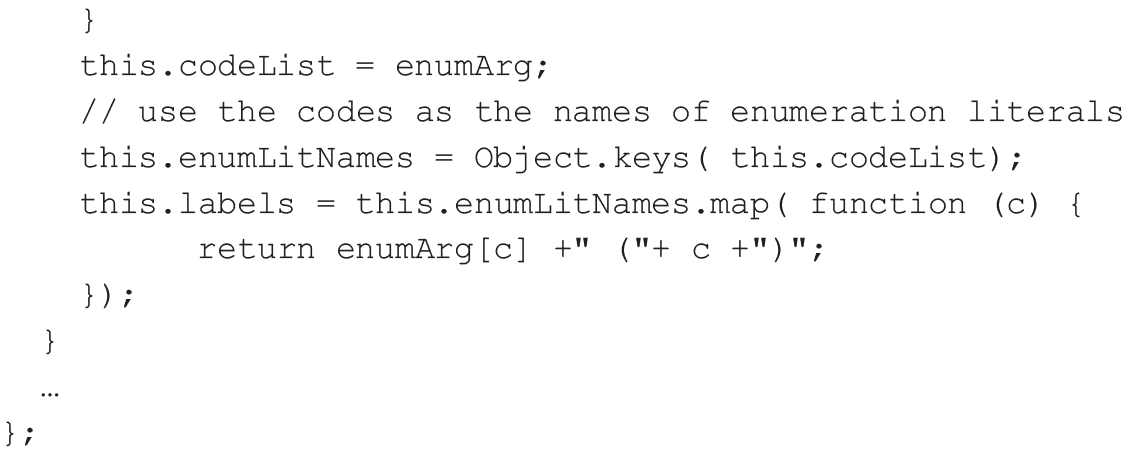 }
this.codeList = enumArg;
// use the codes as the names of enumeration literals
this.enumLitNames = Object.keys( this.codeList);
this.labels = this.enumLitNames.map( function (c) {
return enumArg[c] +" ("+ c +")";
});
}
…
};